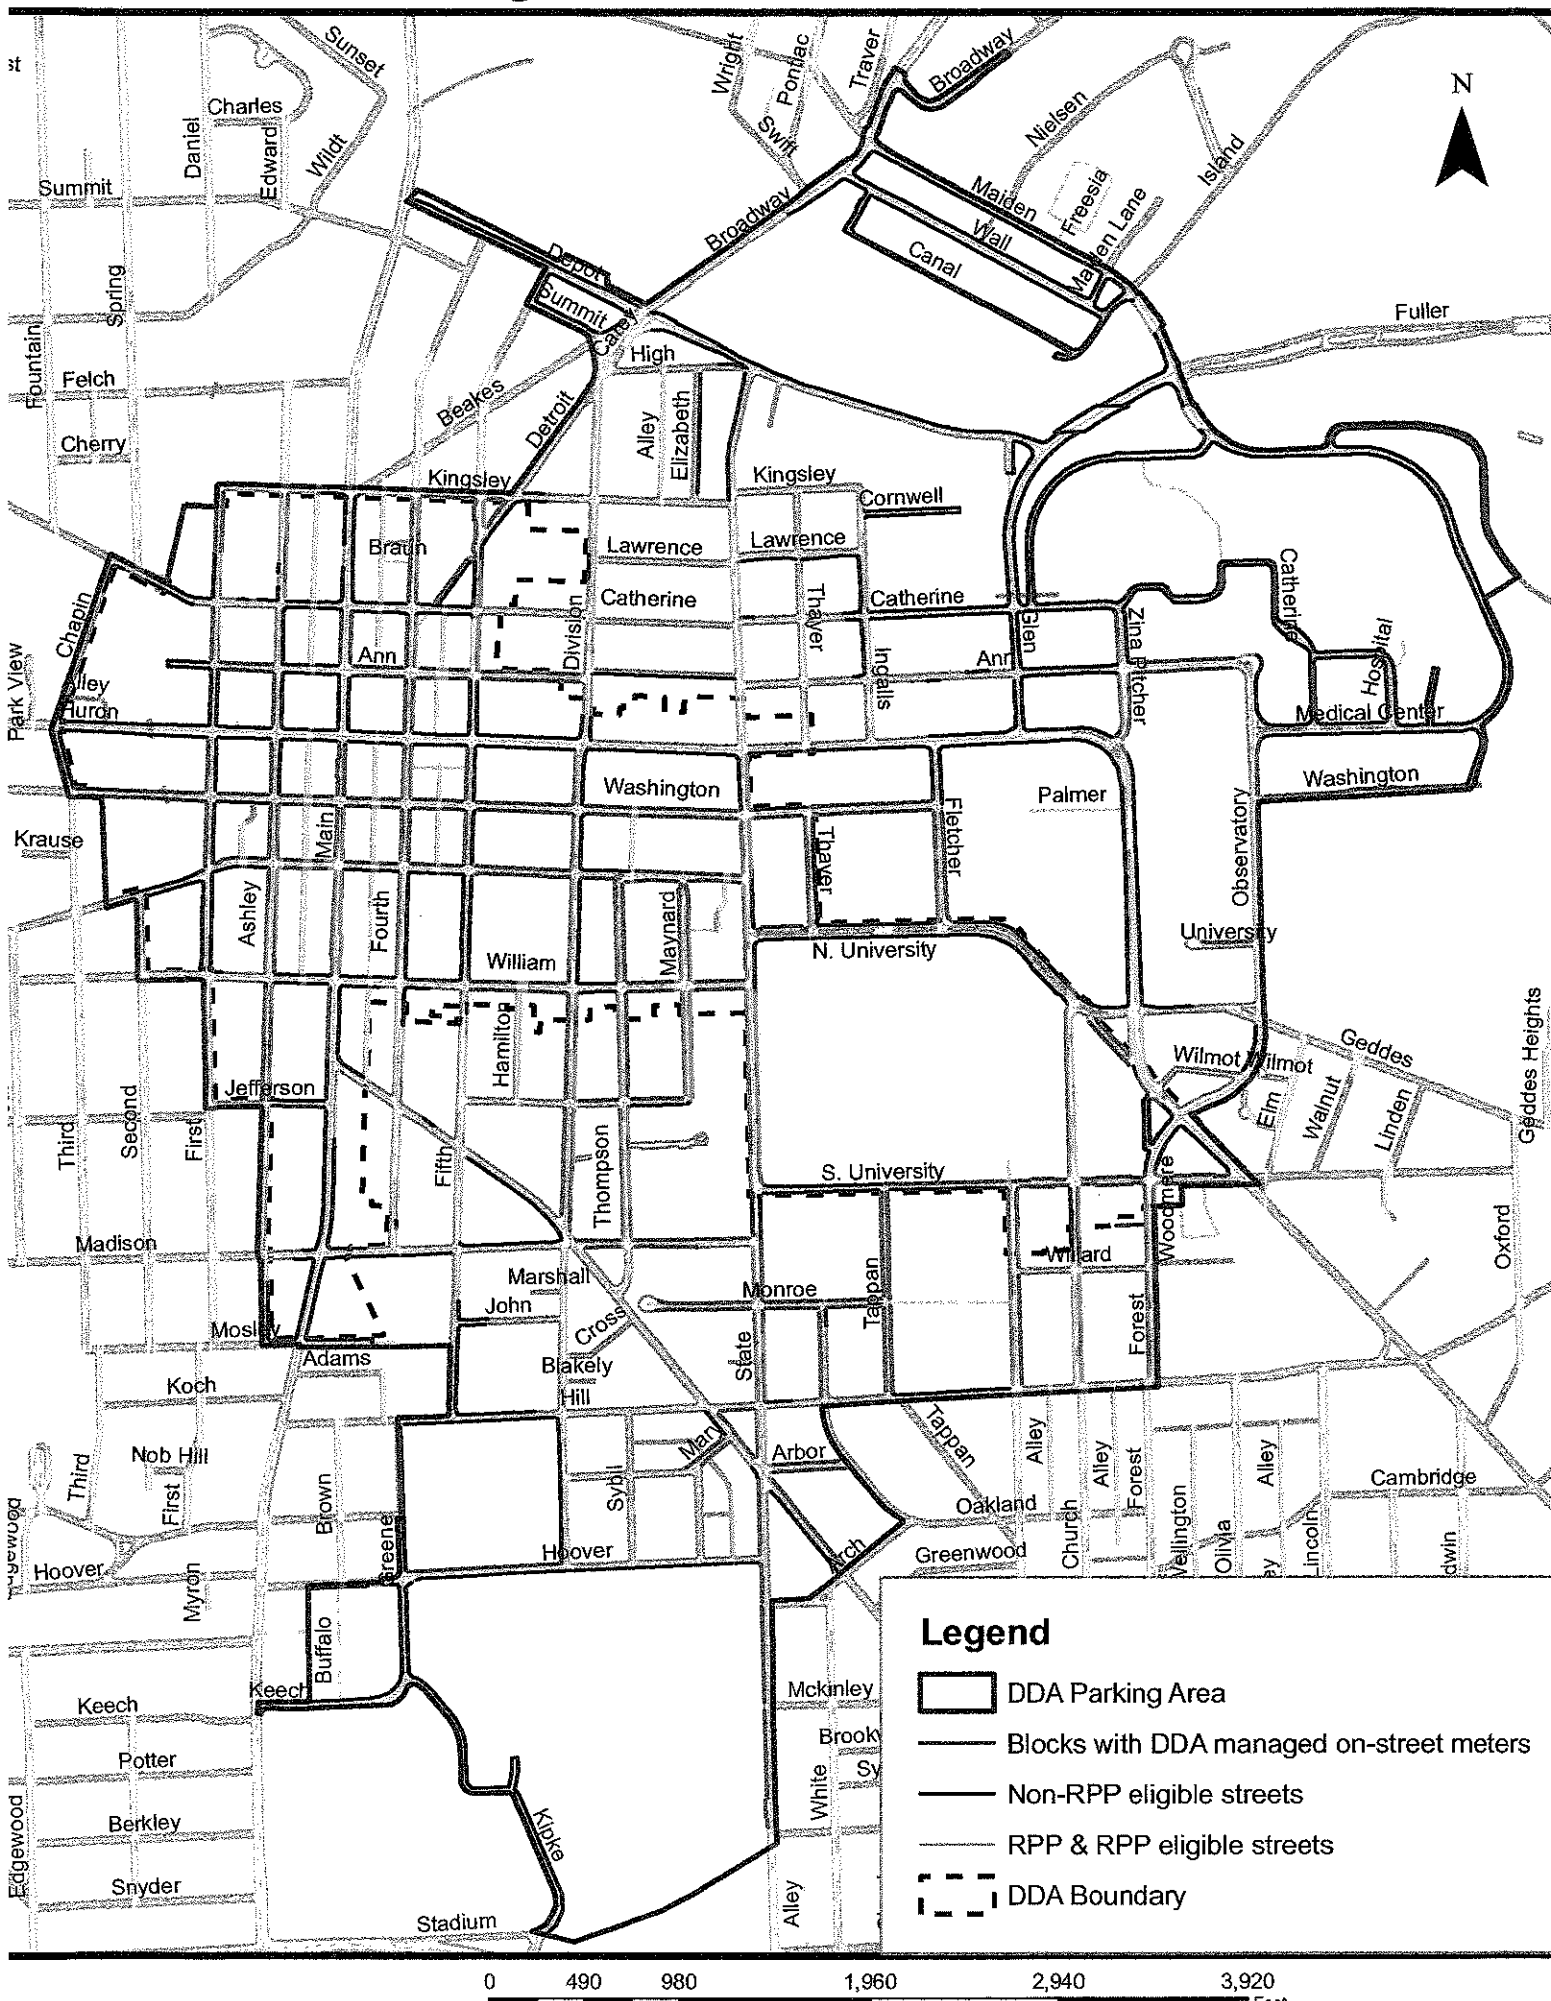 st
Sunset
Wright
Pontiac
Traver
Broadway
N
Charles
Daniel
Edward
Wildt
Swift
Nielsen
Island
Summit
Maiden
Freesia
Broadway
Wall
Maiden Lane
Canal
Depot
Spring
Summit
Fuller
Fountain
High
Felch
Beakes
Detroit
Alley
Elizabeth
Cherry
Kingsley
Kingsley
Cornwell
Braun
Lawrence
Lawrence
Chapin
Catherine
Thayer
Catherine
Glen
Zina Pitcher
Catherine
Park View
Ann
Division
Ingalls
Ann
Hospital
Alley
Huron
Medical Center
Washington
Palmer
Washington
Krause
Main
Thayer
Fletcher
Observatory
Ashley
Fourth
Maynard
University
William
N. University
Hamilton
Geddes
Geddes Heights
Wilmot
Wilmot
Jefferson
Elm
Walnut
Linden
Third
Second
First
Fifth
Thompson
S. University
Woodmere
Oxford
Madison
Willard
Marshall
Monroe
Tappan
John
Cross
Mosley
Adams
Blakely
State
Forest
Koch
Hill
Tappan
Nob Hill
Mary
Arbor
Alley
Alley
Forest
Alley
Cambridge
Third
First
Brown
Sybil
Oakland
Church
Wellington
Olivia
Lincoln
dwin
Hoover
Greene
Hoover
Arch
Greenwood
ey
Myron
Buffalo
Legend
Keech
Keech
Mckinley
DDA Parking Area
Potter
Brook
Sy
Blocks with DDA managed on-street meters
White
Non-RPP eligible streets
Edgewood
Berkley
Kipke
RPP & RPP eligible streets
Snyder
Alley
DDA Boundary
Stadium
0 490 980 1,960 2,940 3,920